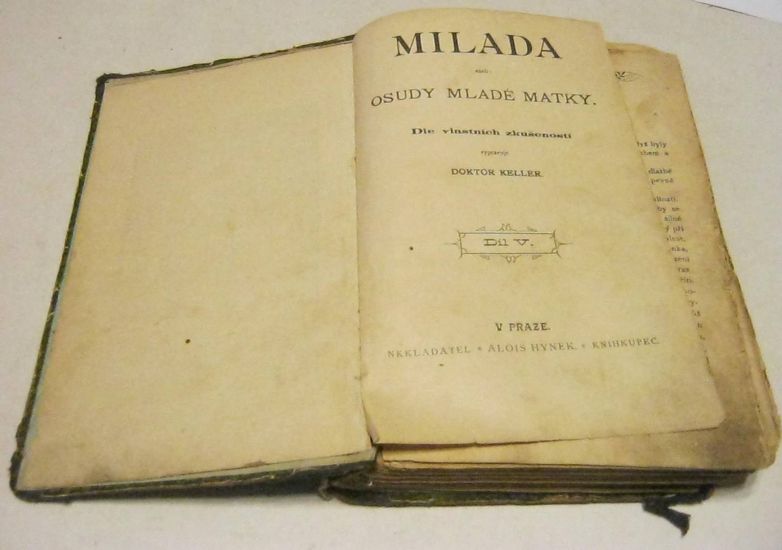 MILADA
aneb:
OSUDY MLADÉ MATKY.
Dle vlastních zkušeností
vypravuje
DOKTOR KELLER.
Díl V.
V PRAZE.
NAKLADATEL * ALOIS HYNEK, * KNIHKUPEC.